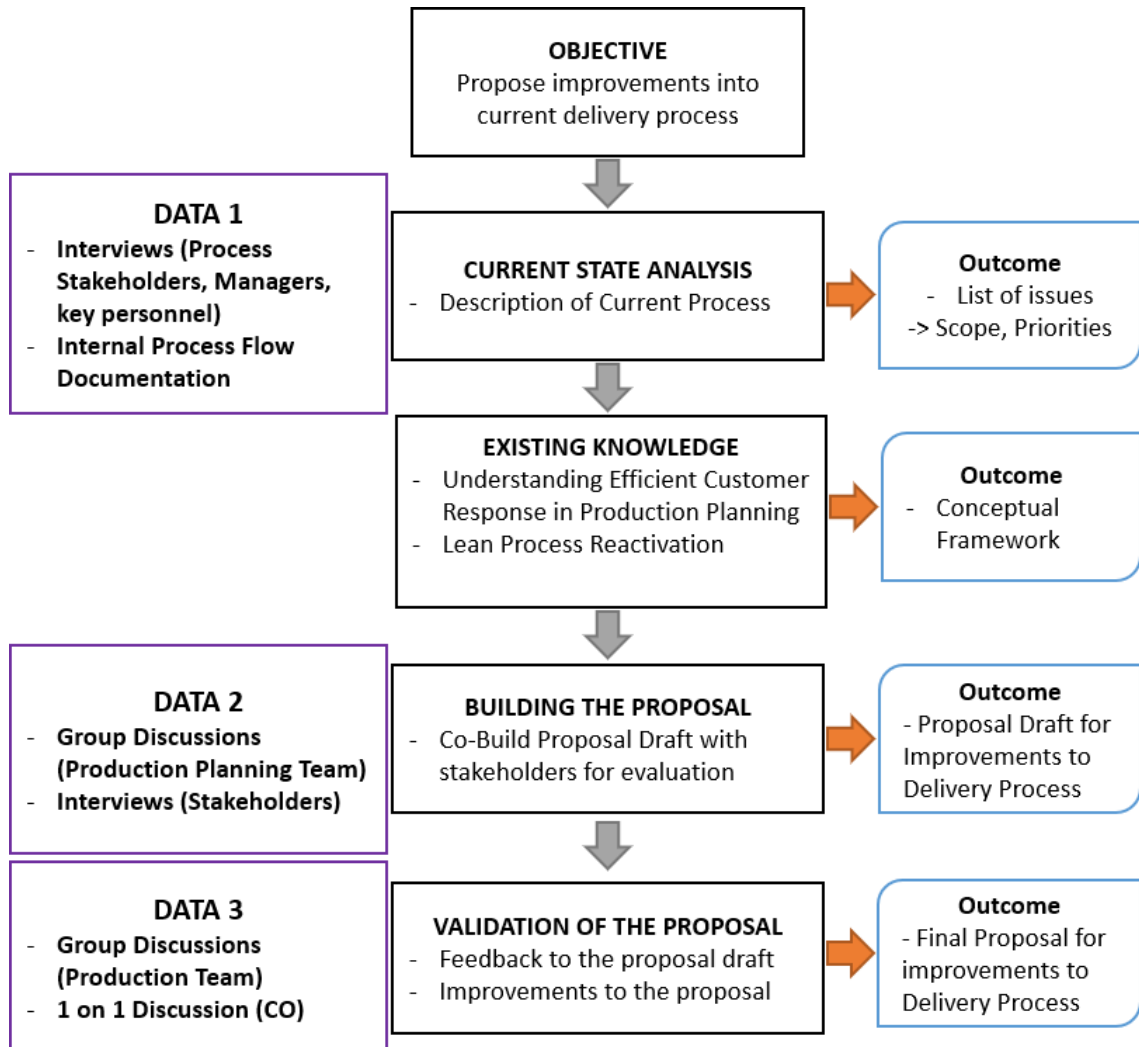 OBJECTIVE
Propose improvements into
current delivery process
DATA 1
- Interviews (Process
Stakeholders, Managers,
key personnel)
- Internal Process Flow
Documentation
CURRENT STATE ANALYSIS
- Description of Current Process
Outcome
- List of issues
-> Scope, Priorities
EXISTING KNOWLEDGE
- Understanding Efficient Customer
Response in Production Planning
- Lean Process Reactivation
Outcome
- Conceptual
Framework
DATA 2
- Group Discussions
(Production Planning Team)
- Interviews (Stakeholders)
BUILDING THE PROPOSAL
- Co-Build Proposal Draft with
stakeholders for evaluation
Outcome
- Proposal Draft for
Improvements to
Delivery Process
DATA 3
- Group Discussions
(Production Team)
- 1 on 1 Discussion (CO)
VALIDATION OF THE PROPOSAL
- Feedback to the proposal draft
- Improvements to the proposal
Outcome
- Final Proposal for
improvements to
Delivery Process